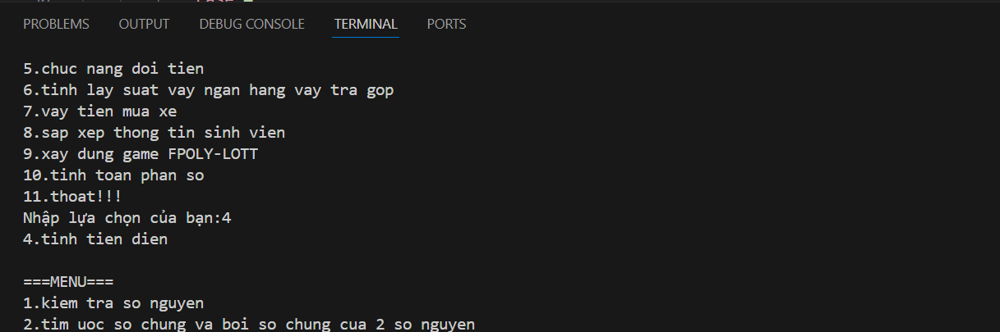 PROBLEMS OUTPUT DEBUG CONSOLE TERMINAL PORTS
5.chuc nang doi tien
6.tinh lay suat vay ngan hang vay tra gop
7.vay tien mua xe
8.sap xep thong tin sinh vien
9.xay dung game FPOLY-LOTT
10.tinh toan phan so
11.thoat!!!
Nhập lựa chọn của bạn:4
4.tinh tien dien
===MENU===
1.kiem tra so nguyen
2.tim uoc so chung va boi so chung cua 2 so nguyen